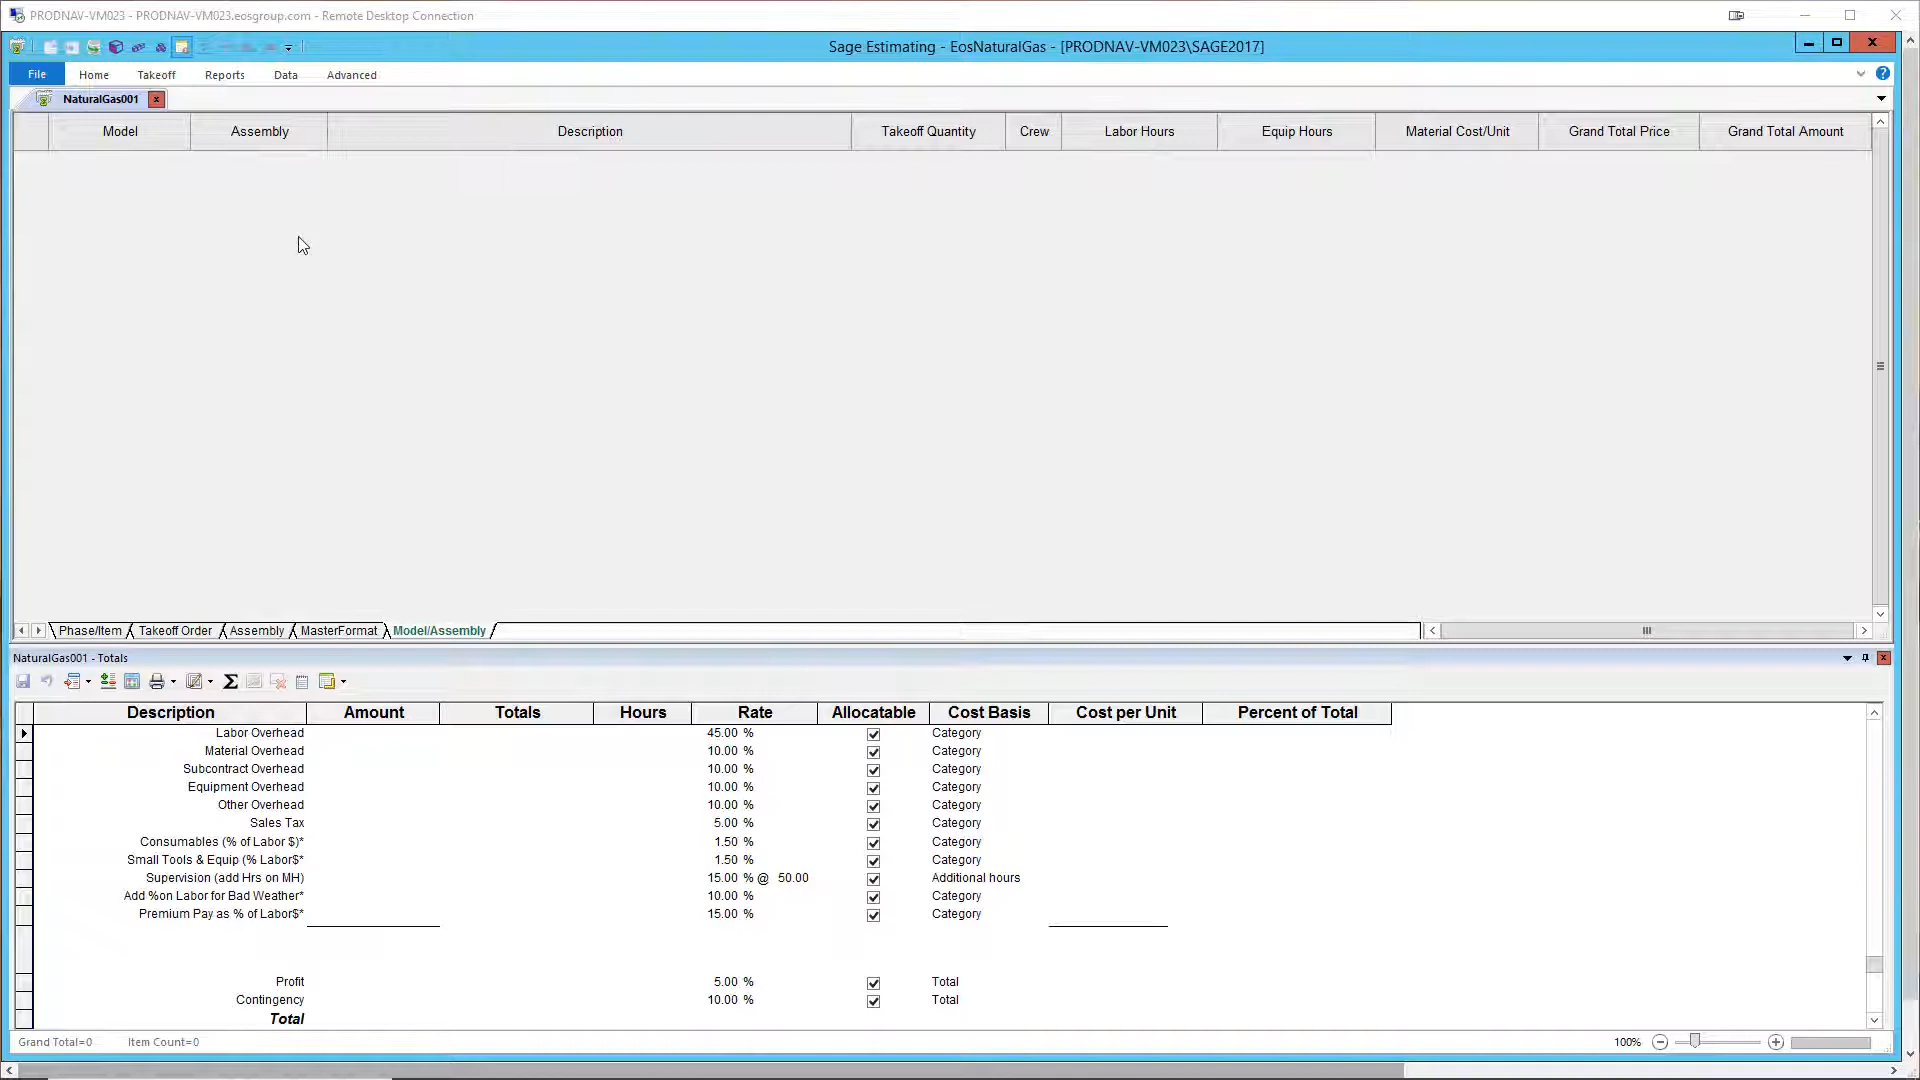 PRODNAV-VM023 - PRODNAV-VM023.eosgroup.com - Remote Desktop Connection
Sage Estimating - EosNaturalGas - [PRODNAV-VM023\SAGE2017]
File Home Takeoff Reports Data Advanced
NaturalGas001
Model Assembly Description Takeoff Quantity Crew Labor Hours Equip Hours Material Cost/Unit Grand Total Price Grand Total Amount
Phase/Item Takeoff Order Assembly MasterFormat Model/Assembly
NaturalGas001 - Totals
Description Amount Totals Hours Rate Allocatable Cost Basis Cost per Unit Percent of Total
Labor Overhead 45.00 % Category
Material Overhead 10.00 % Category
Subcontract Overhead 10.00 % Category
Equipment Overhead 10.00 % Category
Other Overhead 10.00 % Category
Sales Tax 5.00 % Category
Consumables (% of Labor $)* 1.50 % Category
Small Tools & Equip (% Labor$* 1.50 % Category
Supervision (add Hrs on MH) 15.00 % @ 50.00 Additional hours
Add %on Labor for Bad Weather* 10.00 % Category
Premium Pay as % of Labor$* 15.00 % Category
Profit 5.00 % Total
Contingency 10.00 % Total
Total
Grand Total=0 Item Count=0 100%